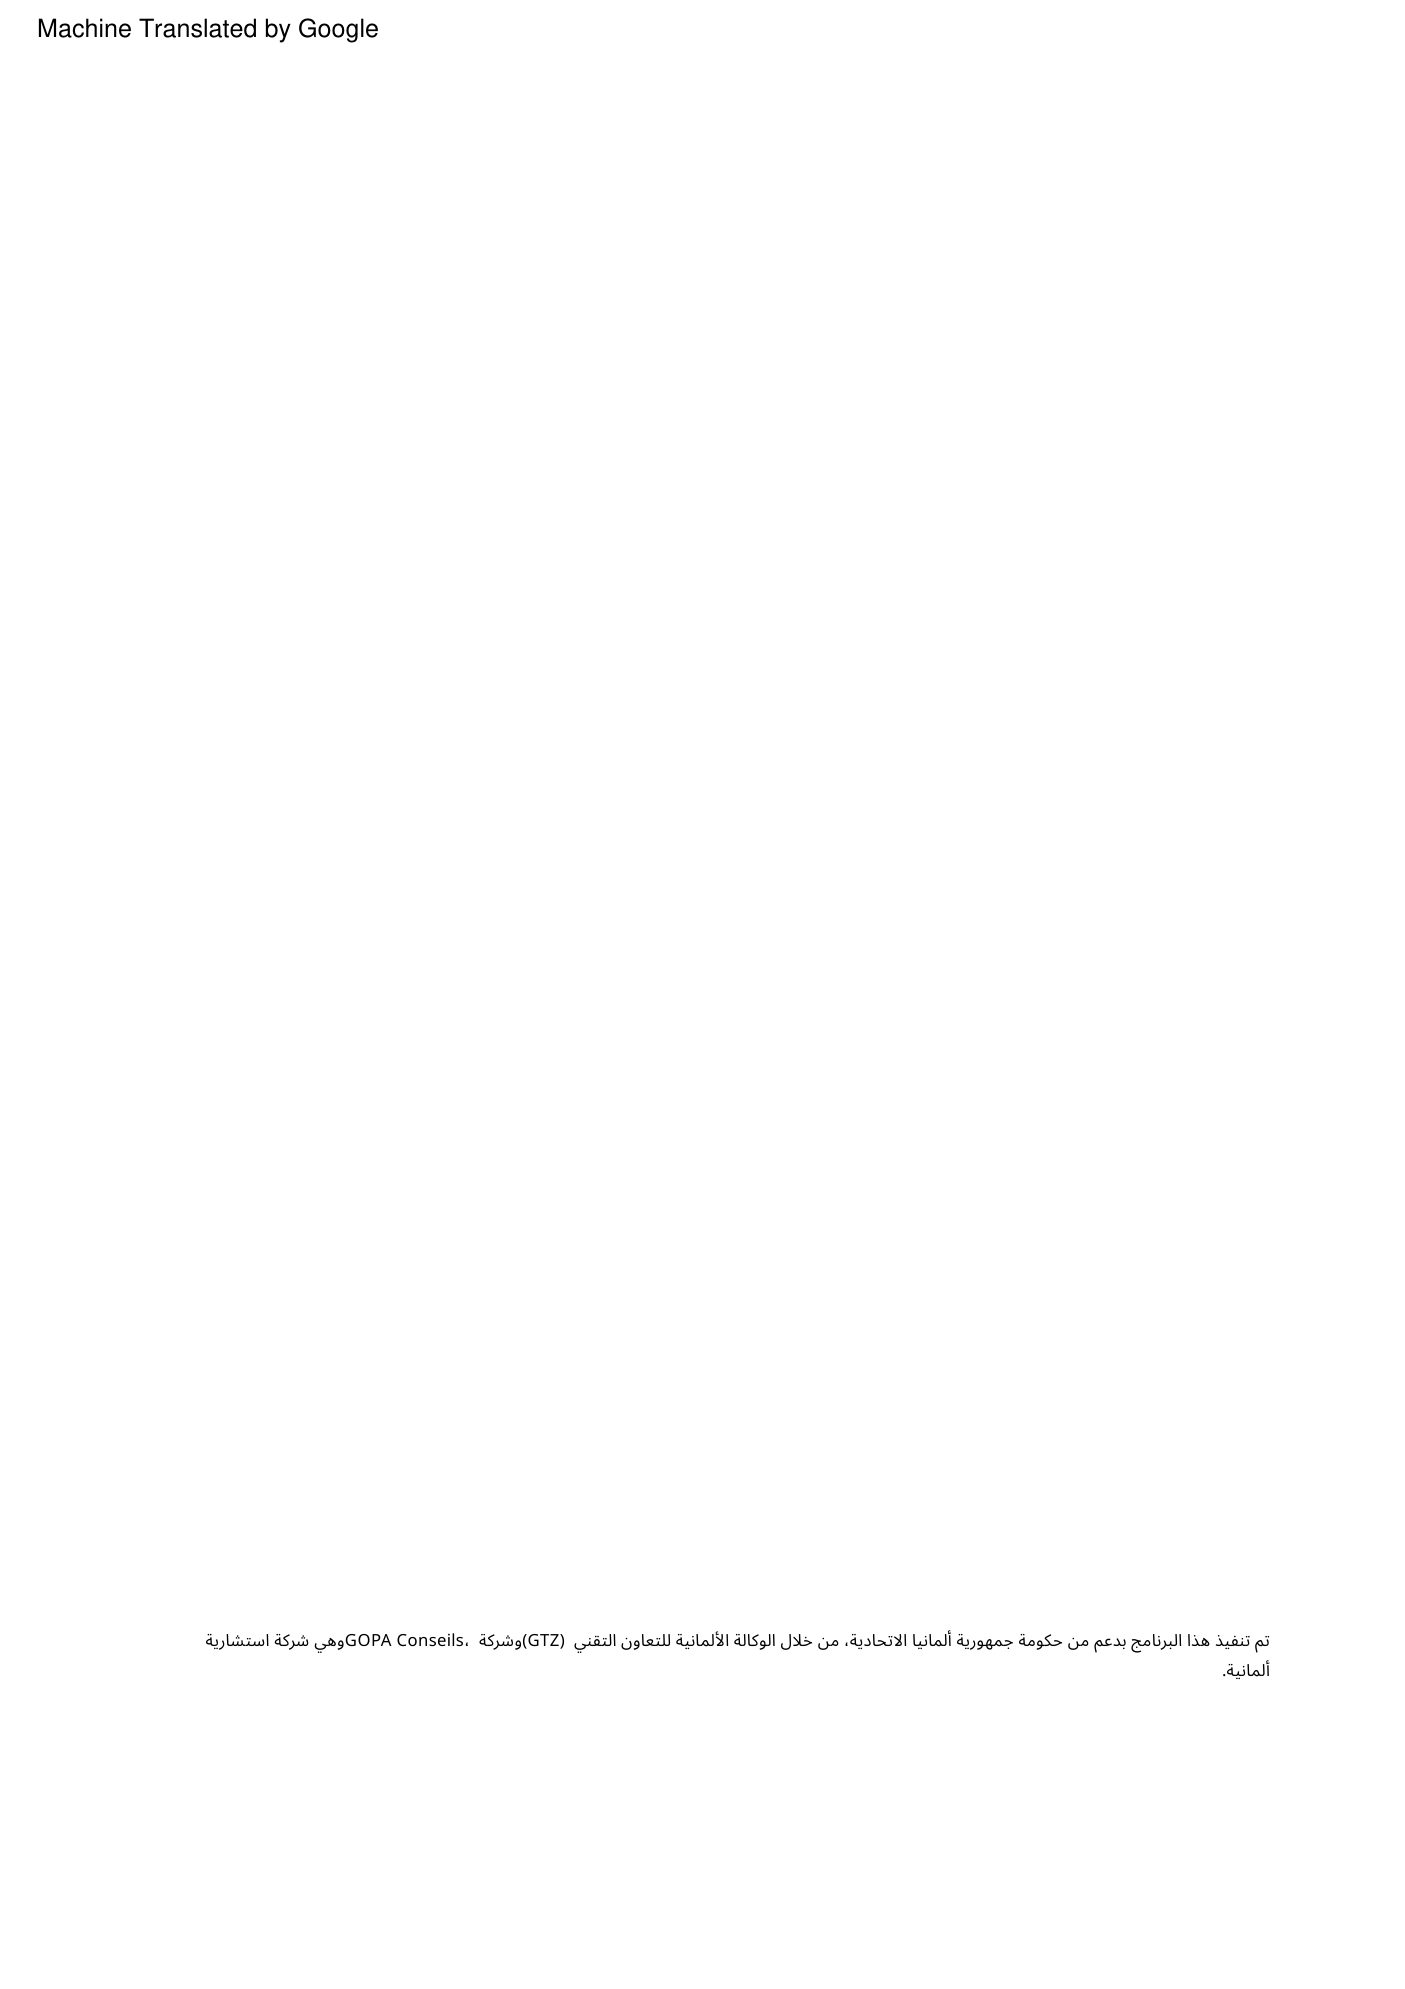 Machine Translated by Google
تم تنفيذ هذا البرنامج بدعم من حكومة جمهورية ألمانيا الاتحادية، من خلال الوكالة الألمانية للتعاون التقني (GTZ)وشركة GOPA Conseils، وهي شركة استشارية
ألمانية.